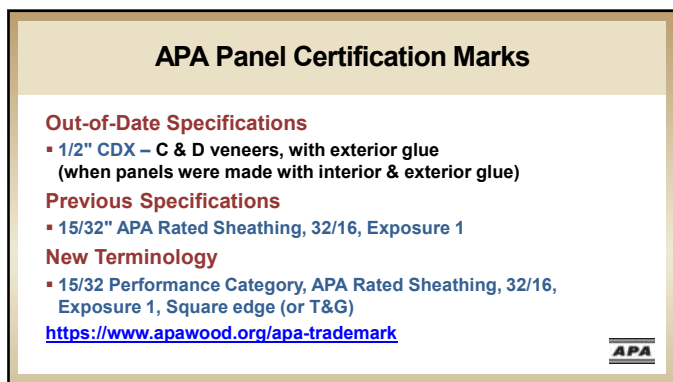 APA Panel Certification Marks
Out-of-Date Specifications
▪ 1/2" CDX – C & D veneers, with exterior glue
(when panels were made with interior & exterior glue)
Previous Specifications
▪ 15/32" APA Rated Sheathing, 32/16, Exposure 1
New Terminology
▪ 15/32 Performance Category, APA Rated Sheathing, 32/16,
Exposure 1, Square edge (or T&G)
https://www.apawood.org/apa-trademark
APA